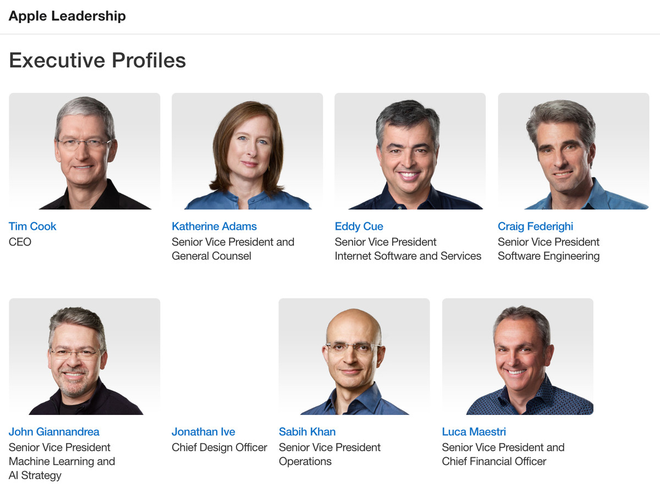 Apple Leadership
Executive Profiles
Tim Cook
CEO
Katherine Adams
Senior Vice President and
General Counsel
Eddy Cue
Senior Vice President
Internet Software and Services
Craig Federighi
Senior Vice President
Software Engineering
John Giannandrea
Senior Vice President
Machine Learning and
AI Strategy
Jonathan Ive
Chief Design Officer
Sabih Khan
Senior Vice President
Operations
Luca Maestri
Senior Vice President and
Chief Financial Officer